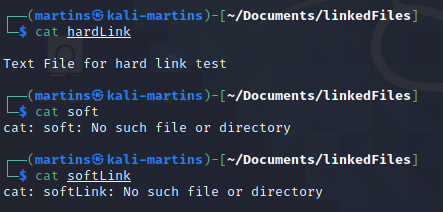 ┌──(martins㉿kali-martins)-[~/Documents/linkedFiles]
└─$ cat hardLink
Text File for hard link test
┌──(martins㉿kali-martins)-[~/Documents/linkedFiles]
└─$ cat soft
cat: soft: No such file or directory
┌──(martins㉿kali-martins)-[~/Documents/linkedFiles]
└─$ cat softLink
cat: softLink: No such file or directory